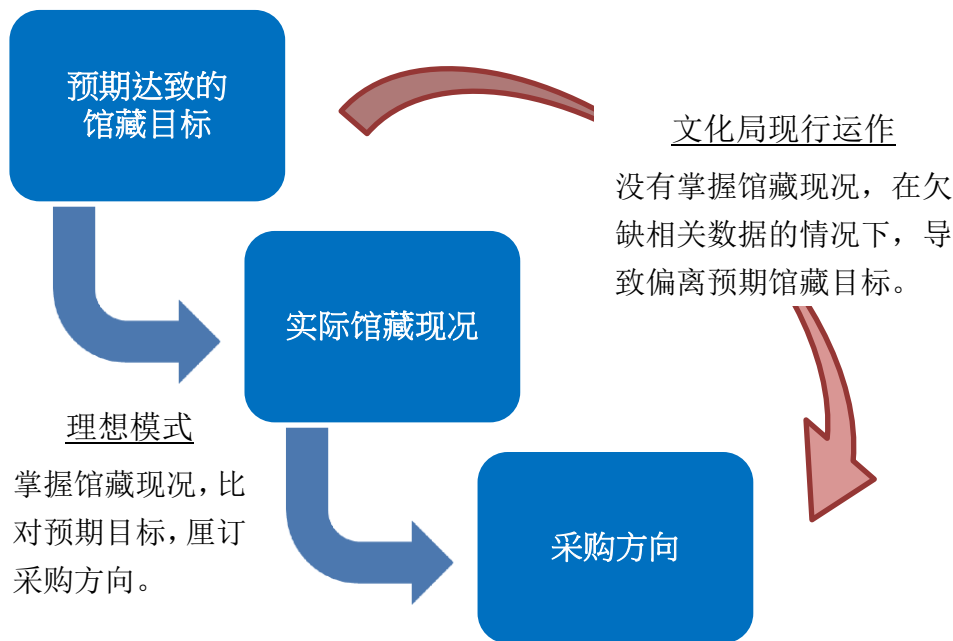 预期达致的
馆藏目标
文化局现行运作
没有掌握馆藏现况，在欠
缺相关数据的情况下，导
致偏离预期馆藏目标。
实际馆藏现况
理想模式
掌握馆藏现况，比
对预期目标，厘订
采购方向。
采购方向